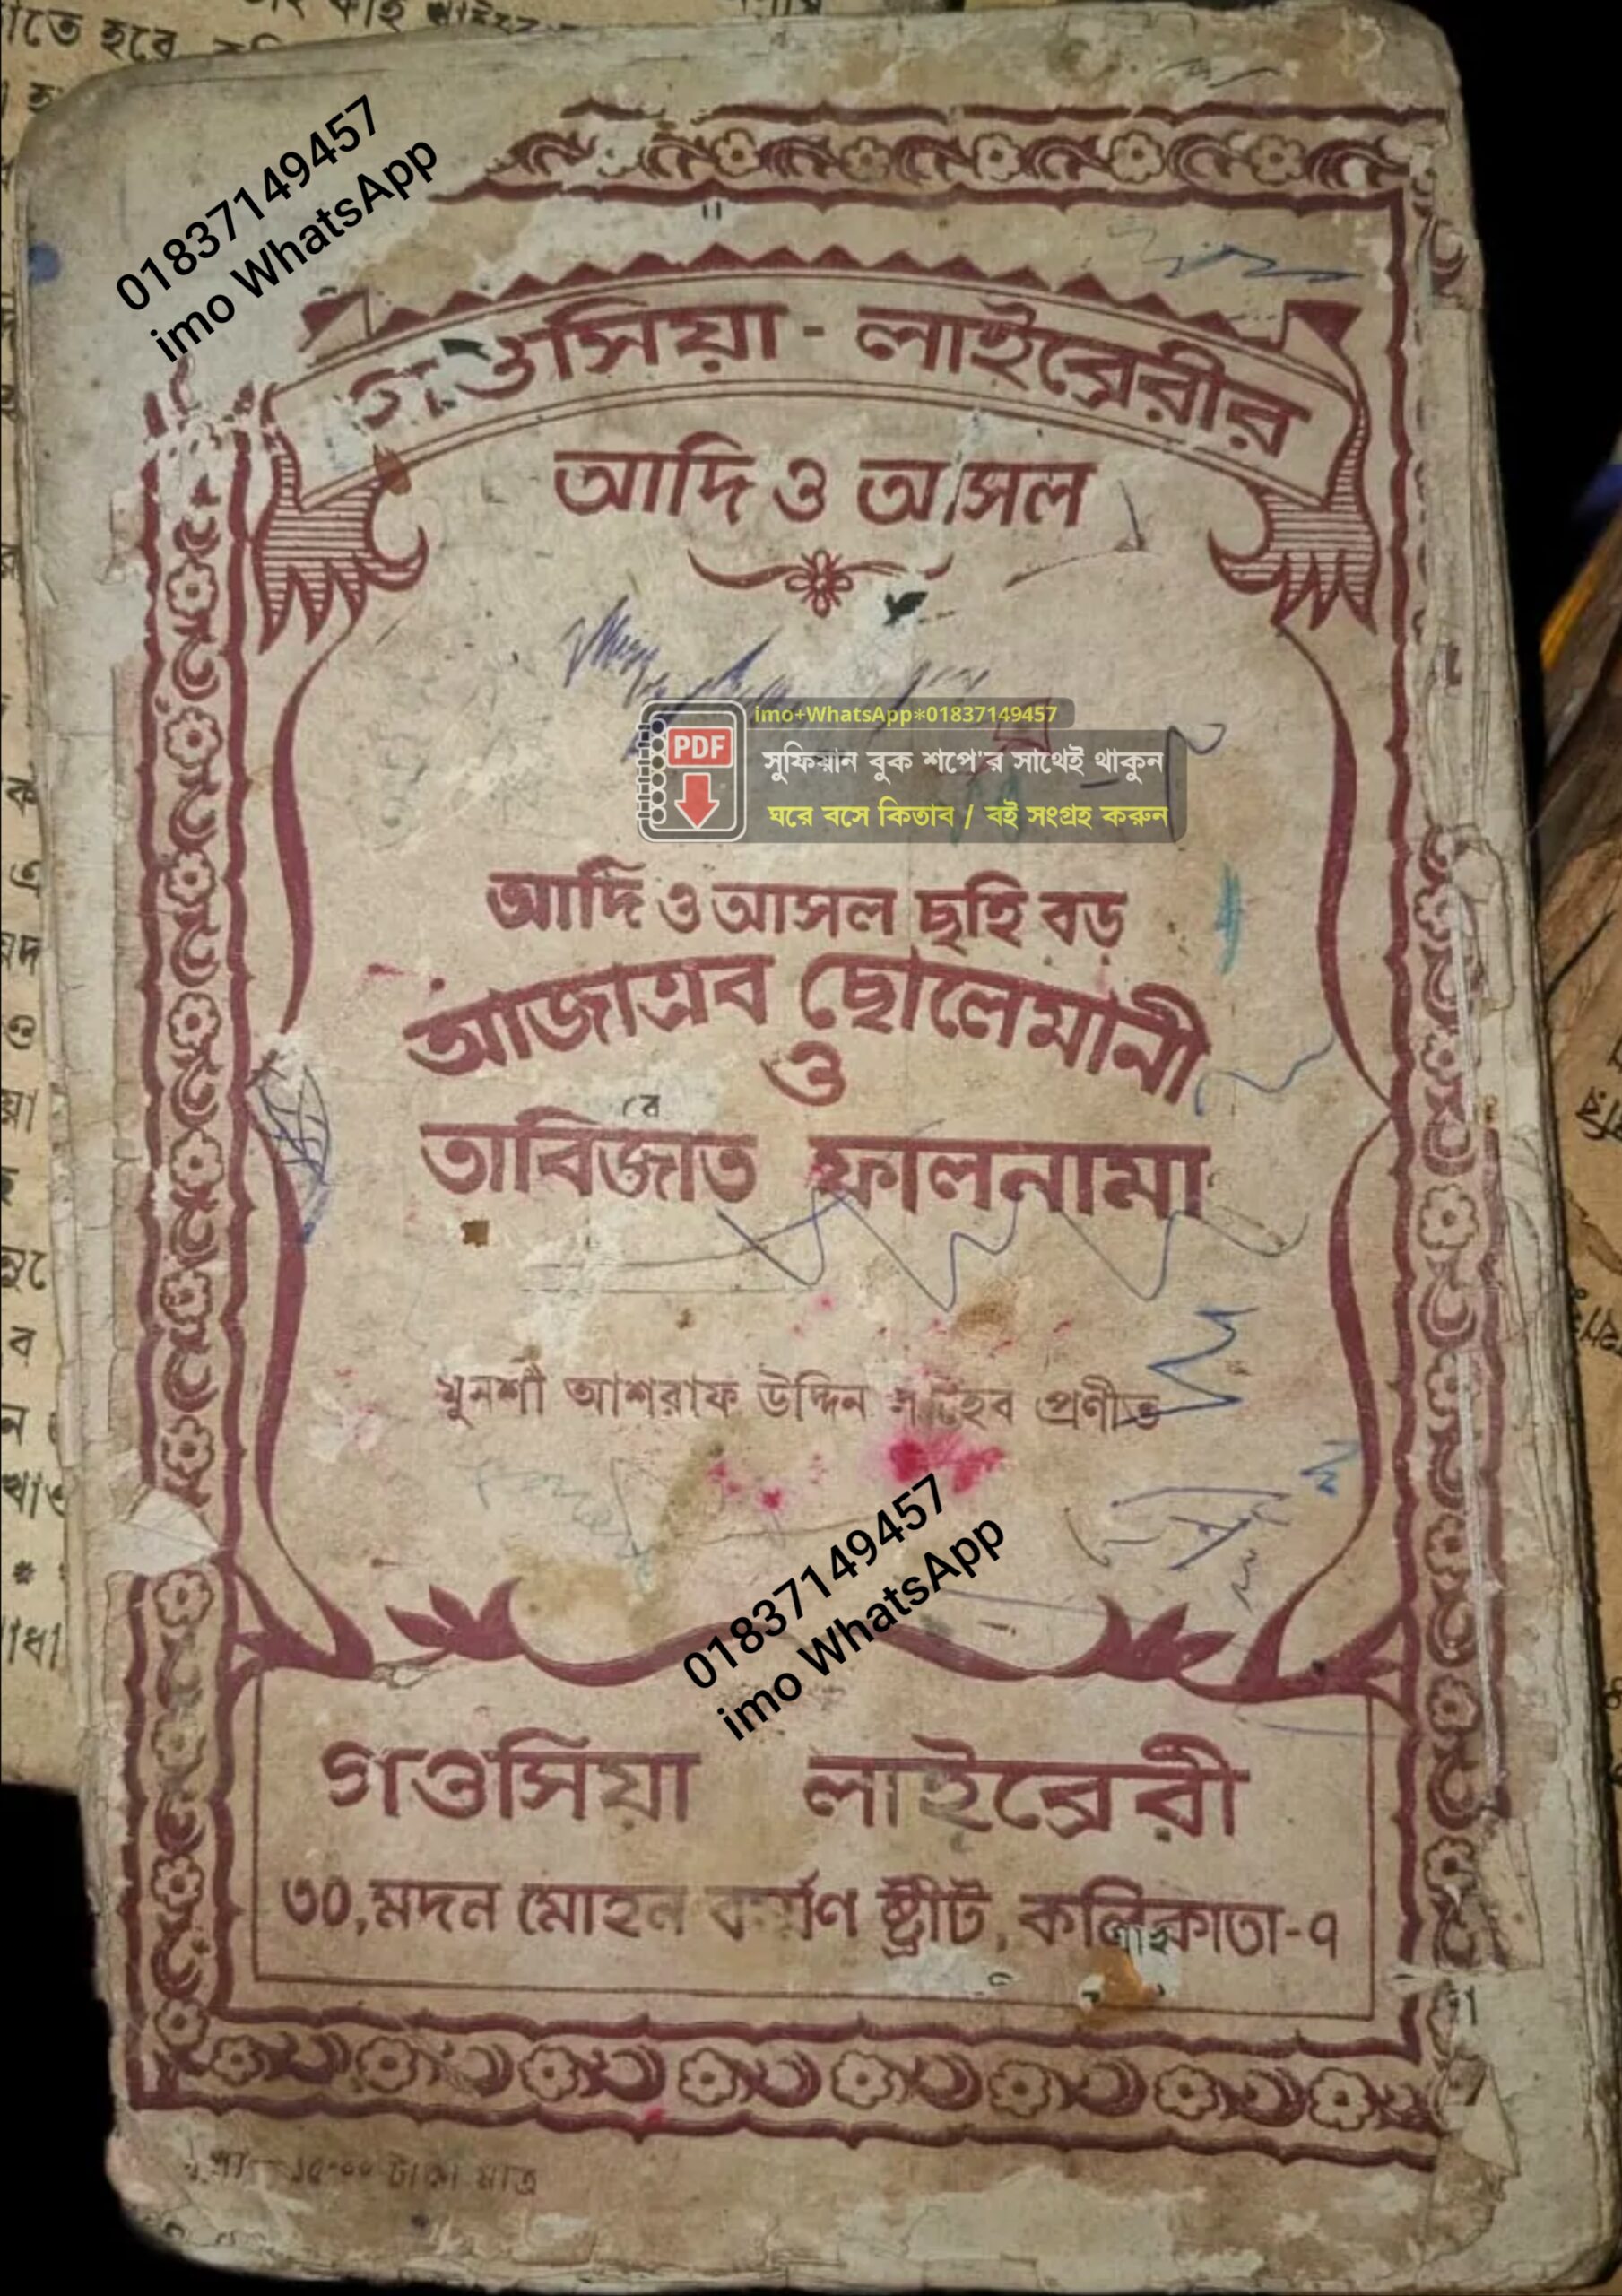 01837149457
imo WhatsApp
গওসিয়া - লাইব্রেরীর
আদি ও আসল
imo+WhatsApp*01837149457
PDF
সুফিয়ান বুক শপে'র সাথেই থাকুন
ঘরে বসে কিতাব / বই সংগ্রহ করুন
আদি ও আসল ছহি বড়
আজাএব ছোলেমানী
ও
তাবিজাত ফালনামা
মুনশী আশরাফ উদ্দিন সাহেব প্রণীত
01837149457
imo WhatsApp
গওসিয়া লাইব্রেরী
৩০, মদন মোহন বর্মণ ষ্ট্রীট, কলিকাতা-৭
টাকা মাত্র